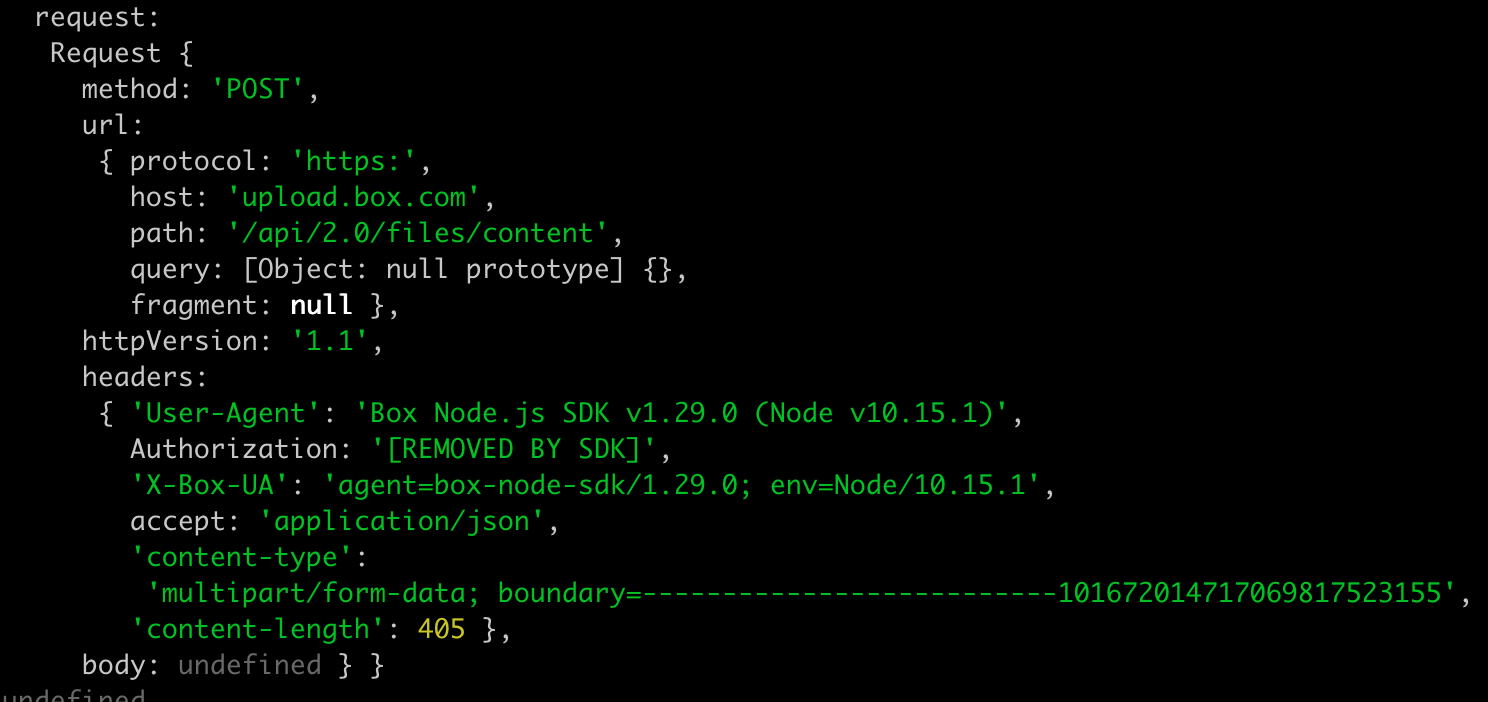 request:
Request {
method: 'POST',
url:
{ protocol: 'https:',
host: 'upload.box.com',
path: '/api/2.0/files/content',
query: [Object: null prototype] {},
fragment: null },
httpVersion: '1.1',
headers:
{ 'User-Agent': 'Box Node.js SDK v1.29.0 (Node v10.15.1)',
Authorization: '[REMOVED BY SDK]',
'X-Box-UA': 'agent=box-node-sdk/1.29.0; env=Node/10.15.1',
accept: 'application/json',
'content-type':
'multipart/form-data; boundary=--------------------------101672014717069817523155',
'content-length': 405 },
body: undefined } }
undefined